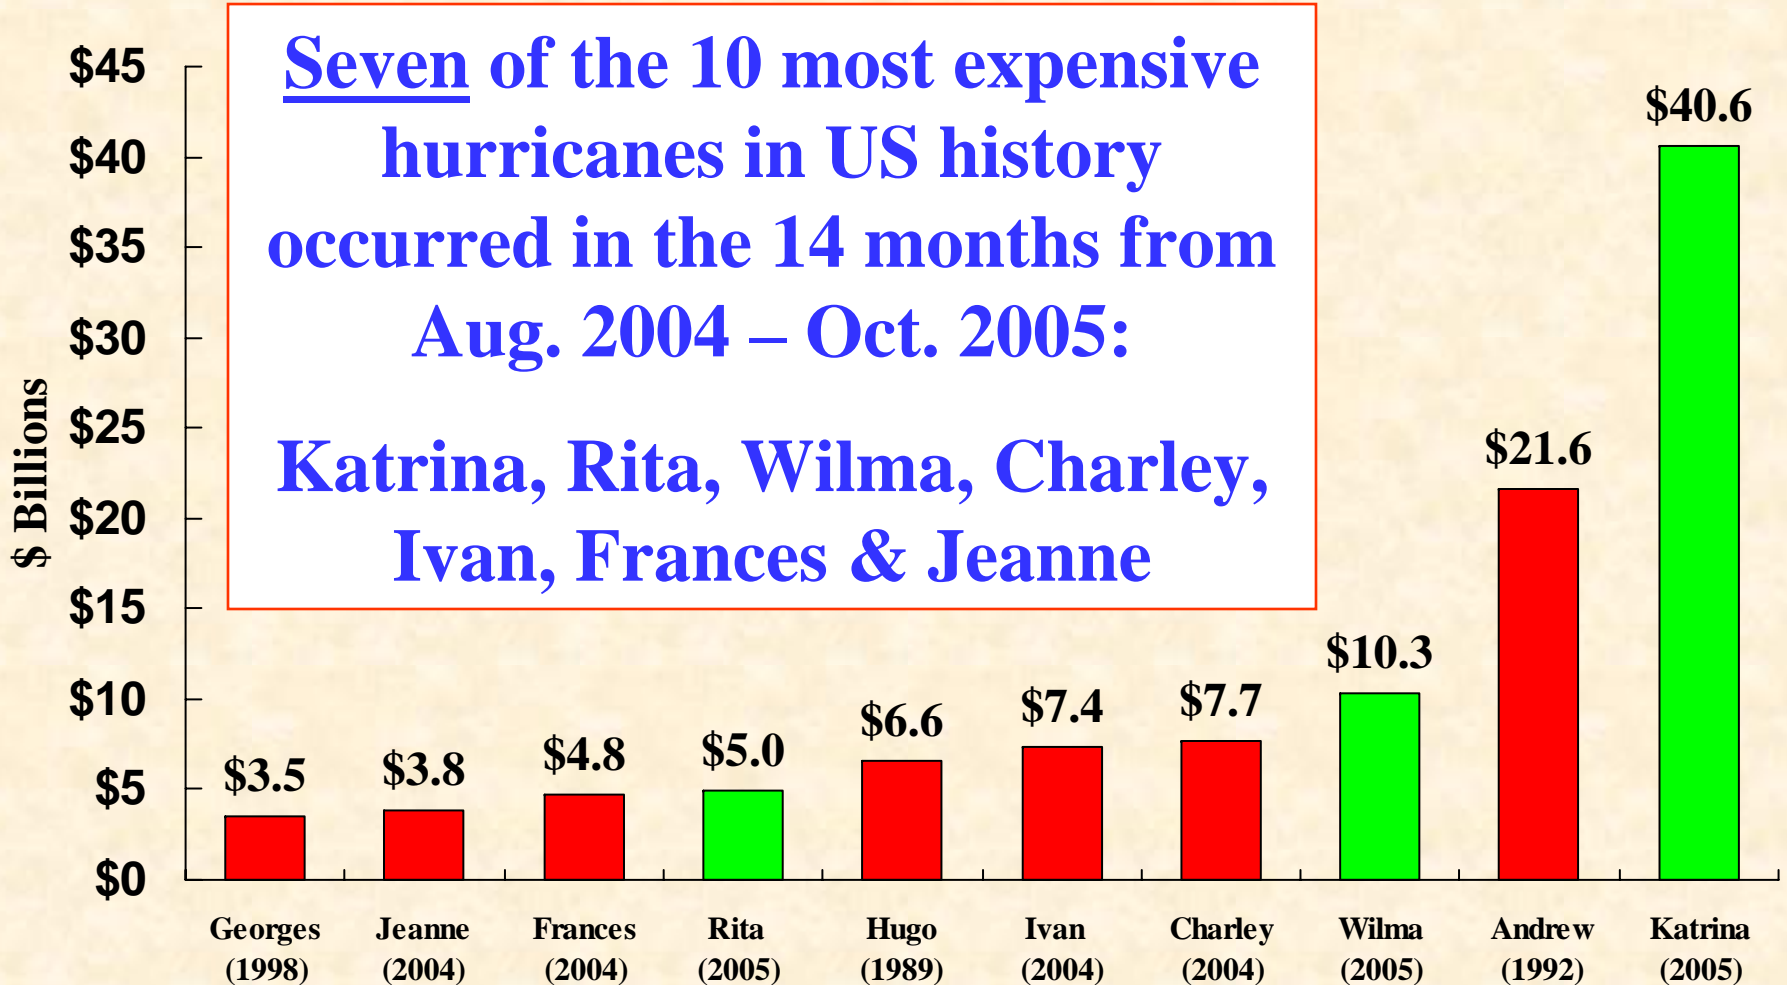 Seven of the 10 most expensive
hurricanes in US history
occurred in the 14 months from
Aug. 2004 – Oct. 2005:
Katrina, Rita, Wilma, Charley,
Ivan, Frances & Jeanne
$ Billions
$45
$40
$35
$30
$25
$20
$15
$10
$5
$0
$3.5
$3.8
$4.8
$5.0
$6.6
$7.4
$7.7
$10.3
$21.6
$40.6
Georges
(1998)
Jeanne
(2004)
Frances
(2004)
Rita
(2005)
Hugo
(1989)
Ivan
(2004)
Charley
(2004)
Wilma
(2005)
Andrew
(1992)
Katrina
(2005)